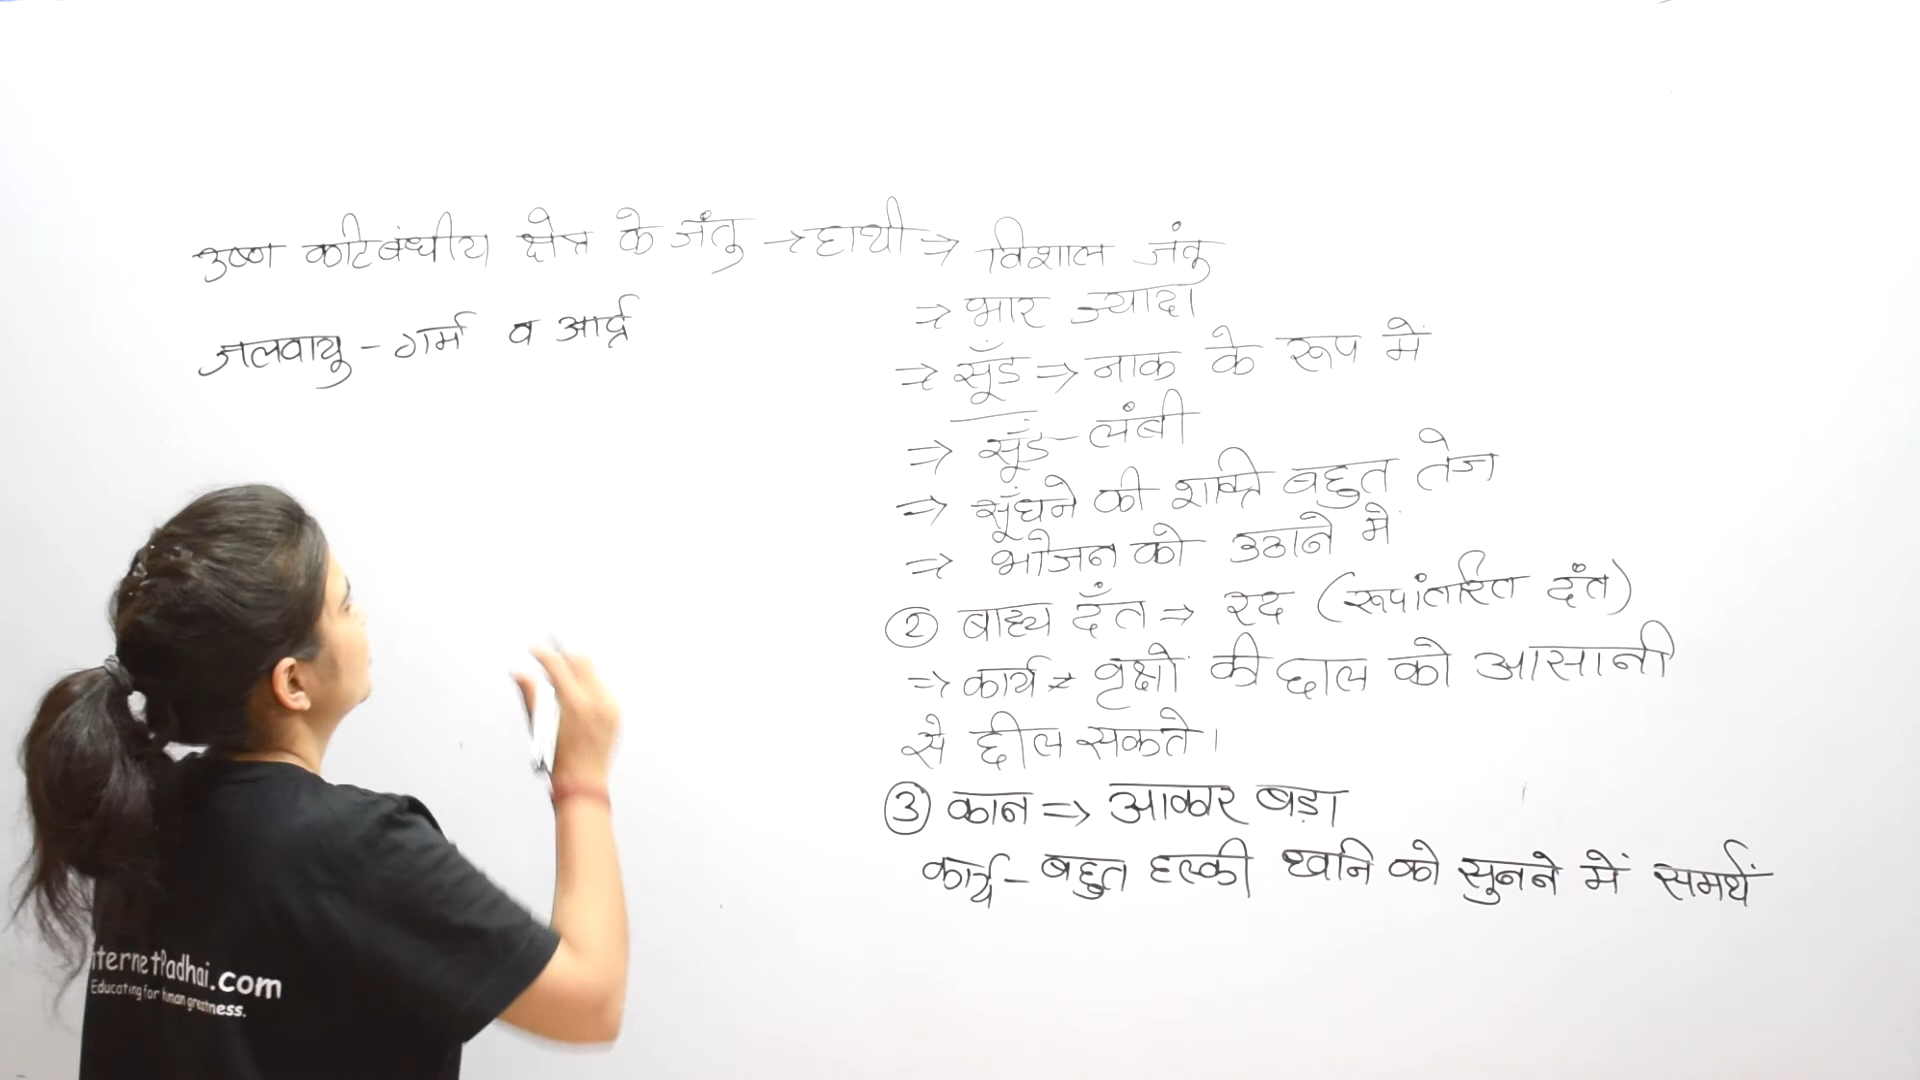 उष्ण कटिबंधीय क्षेत्र के जंतु → हाथी ⇒ विशाल जंतु
जलवायु - गर्म व आर्द्र
⇒ भार ज्यादा
⇒ सूँड ⇒ नाक के रूप में
⇒ सूँड - लंबी
⇒ सूँघने की शक्ति बहुत तेज
⇒ भोजन को उठाने में
② बाह्य दँत ⇒ रद (रूपांतरित दँत)
⇒ कार्य ⇒ वृक्षों की छाल को आसानी
से छील सकते।
③ कान ⇒ आकार बड़ा
कार्य - बहुत हल्की ध्वनि को सुनने में समर्थ
InternetPadhai.com
Educating for human greatness.